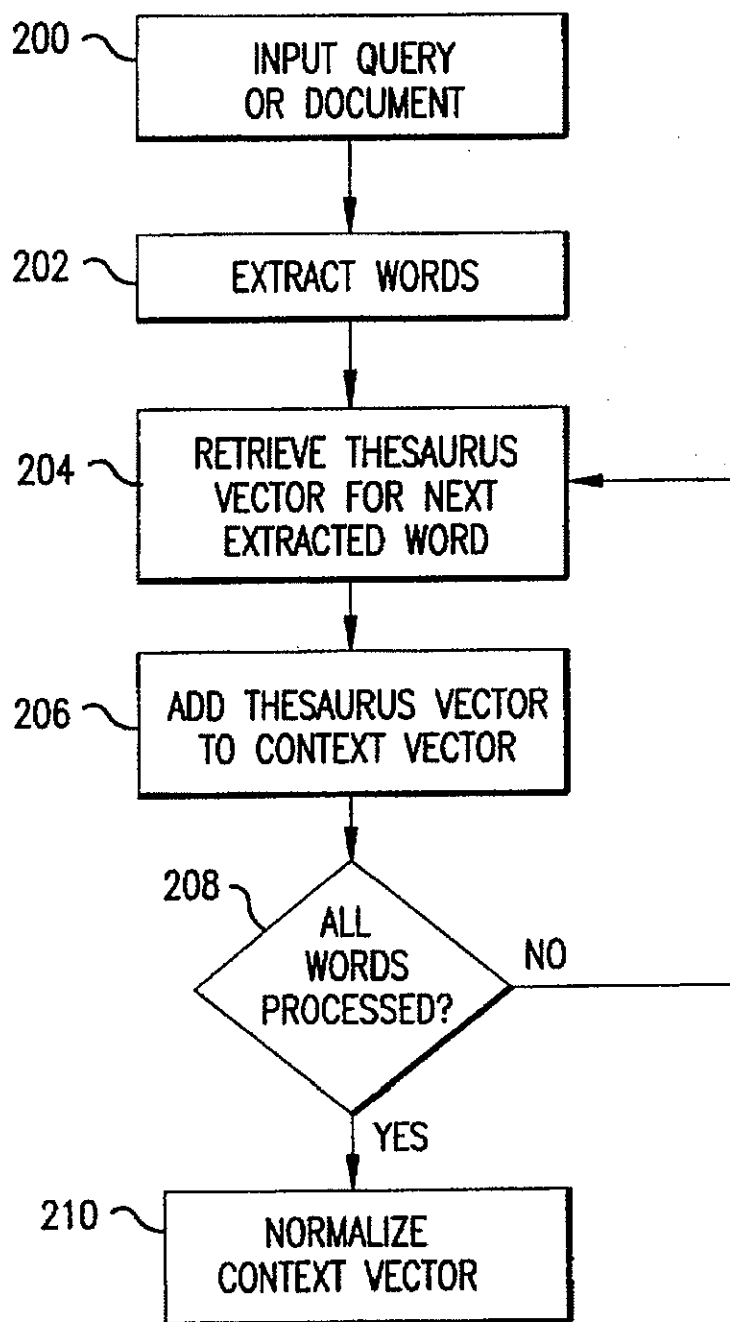 200
INPUT QUERY
OR DOCUMENT
202
EXTRACT WORDS
204
RETRIEVE THESAURUS
VECTOR FOR NEXT
EXTRACTED WORD
206
ADD THESAURUS VECTOR
TO CONTEXT VECTOR
208
ALL
WORDS
PROCESSED?
NO
YES
210
NORMALIZE
CONTEXT VECTOR